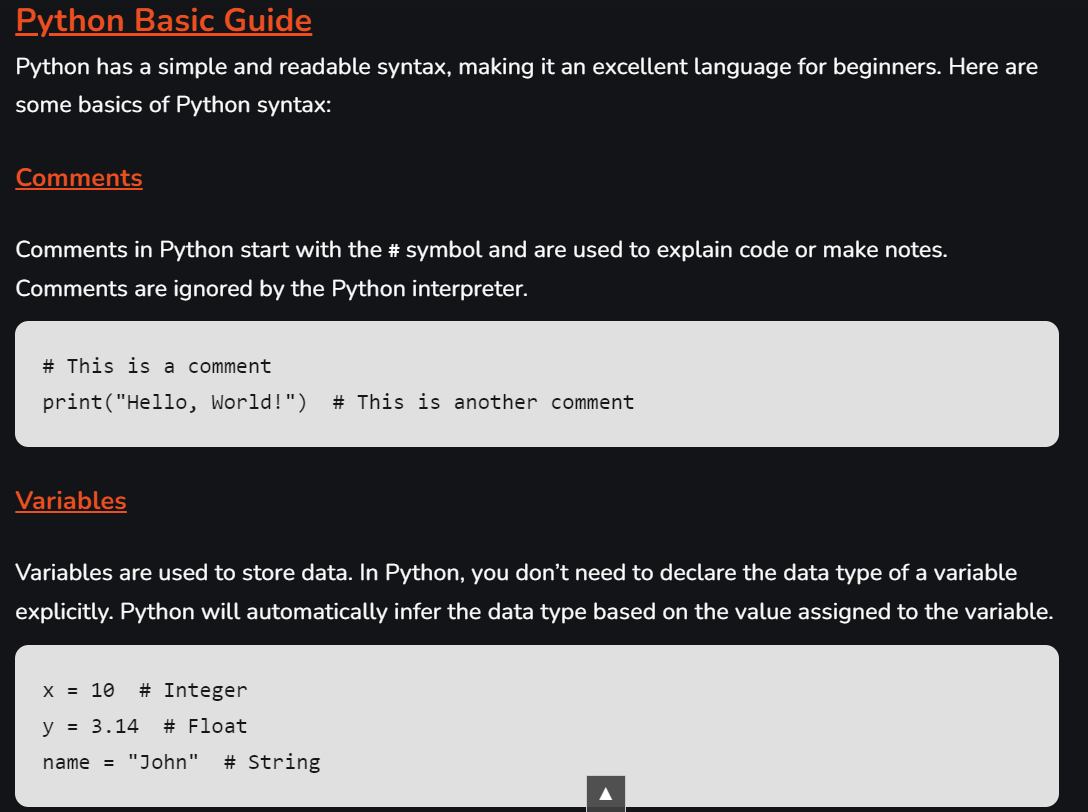 Python Basic Guide
Python has a simple and readable syntax, making it an excellent language for beginners. Here are
some basics of Python syntax:
Comments
Comments in Python start with the # symbol and are used to explain code or make notes.
Comments are ignored by the Python interpreter.
# This is a comment
print("Hello, World!")  # This is another comment
Variables
Variables are used to store data. In Python, you don’t need to declare the data type of a variable
explicitly. Python will automatically infer the data type based on the value assigned to the variable.
x = 10  # Integer
y = 3.14  # Float
name = "John"  # String